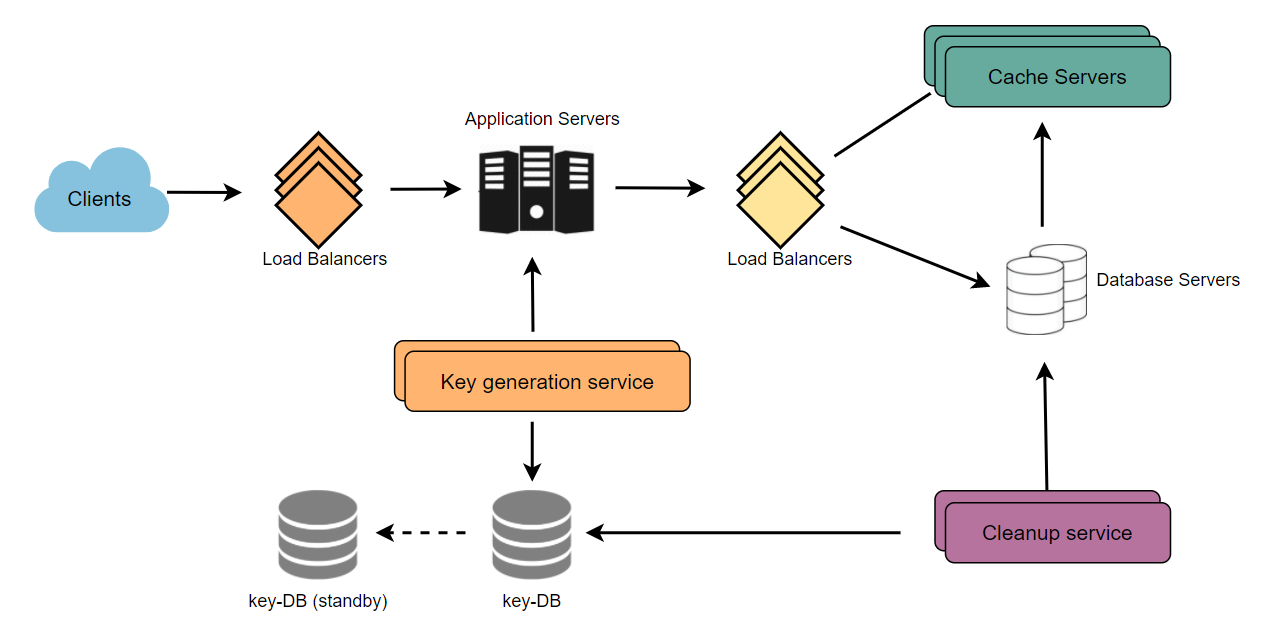 Cache Servers
Application Servers
Clients
Load Balancers
Load Balancers
Database Servers
Key generation service
Cleanup service
key-DB (standby)
key-DB